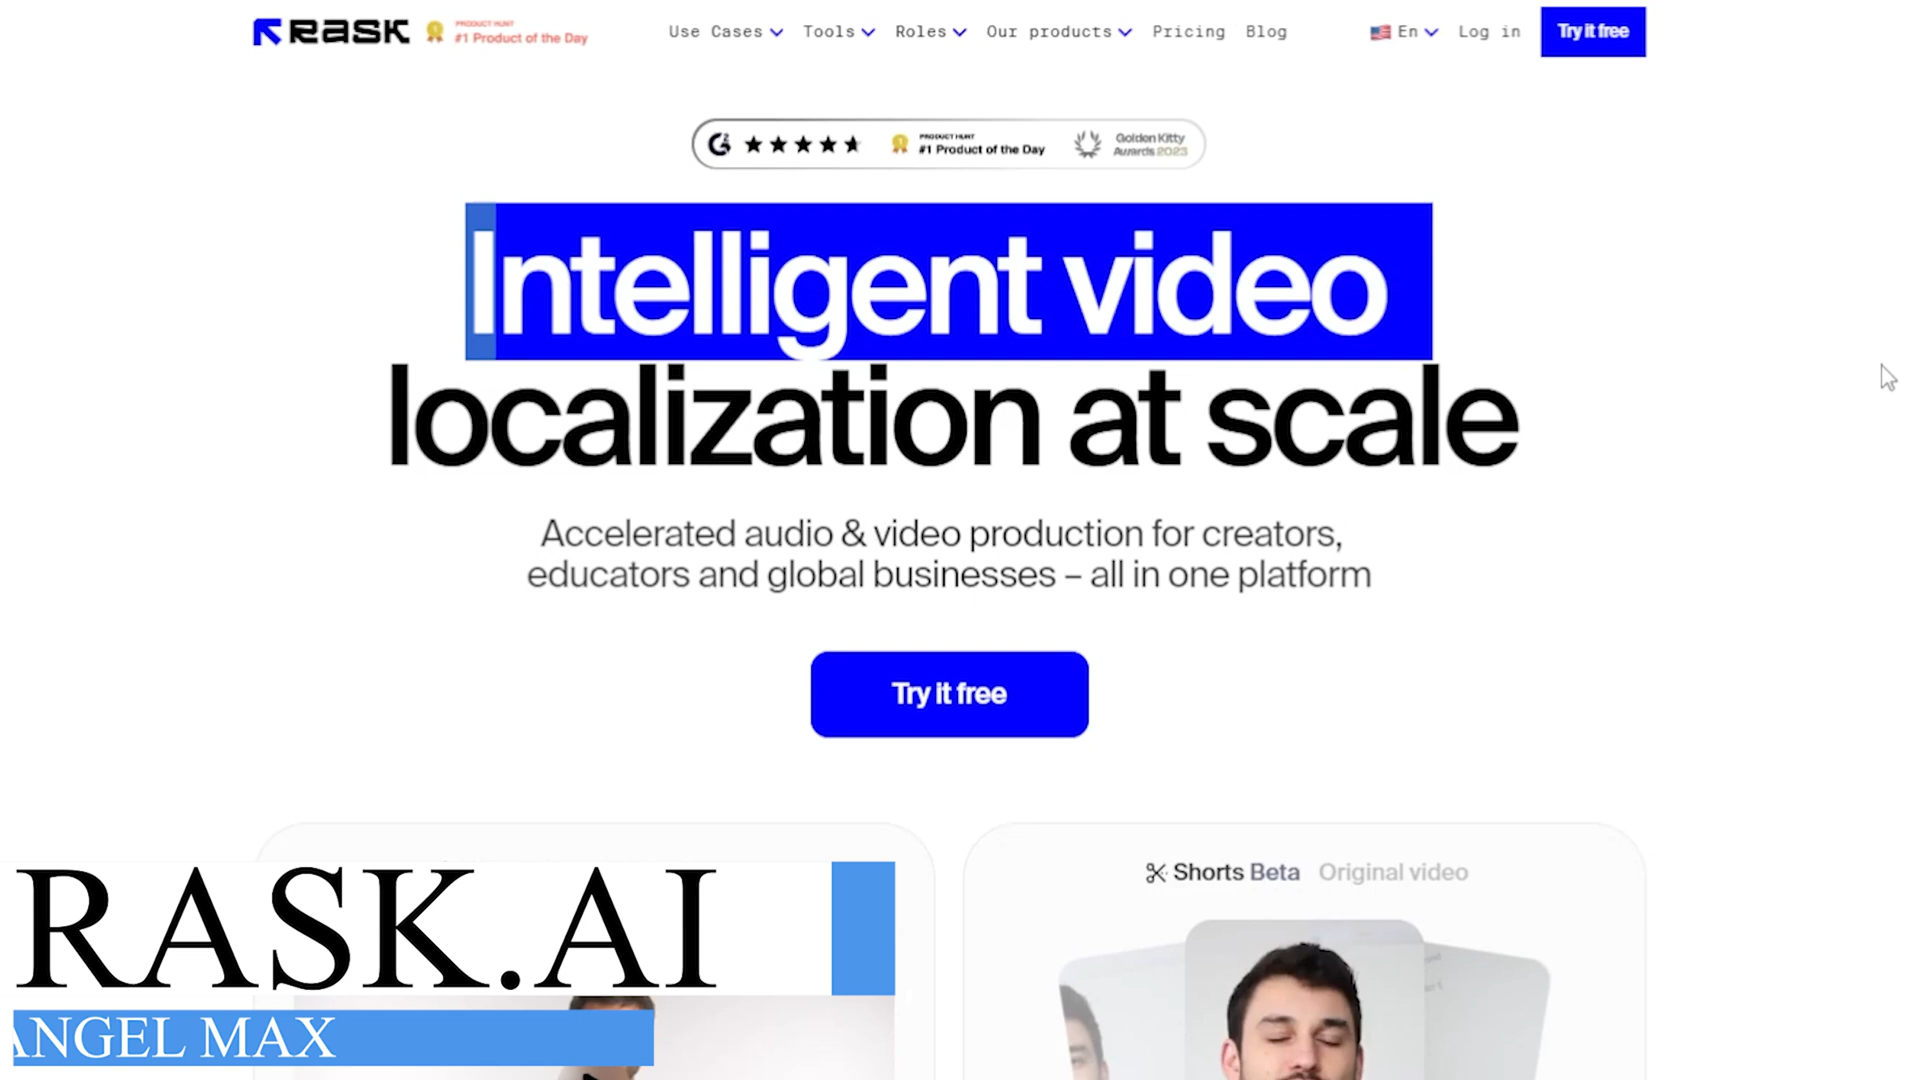 Rask
PRODUCT HUNT
#1 Product of the Day
Use Cases
Tools
Roles
Our products
Pricing
Blog
En
Log in
Try it free
PRODUCT HUNT
#1 Product of the Day
Golden Kitty
Awards 2023
Intelligent video
localization at scale
Accelerated audio & video production for creators,
educators and global businesses – all in one platform
Try it free
Shorts Beta
Original video
RASK.AI
ANGEL MAX